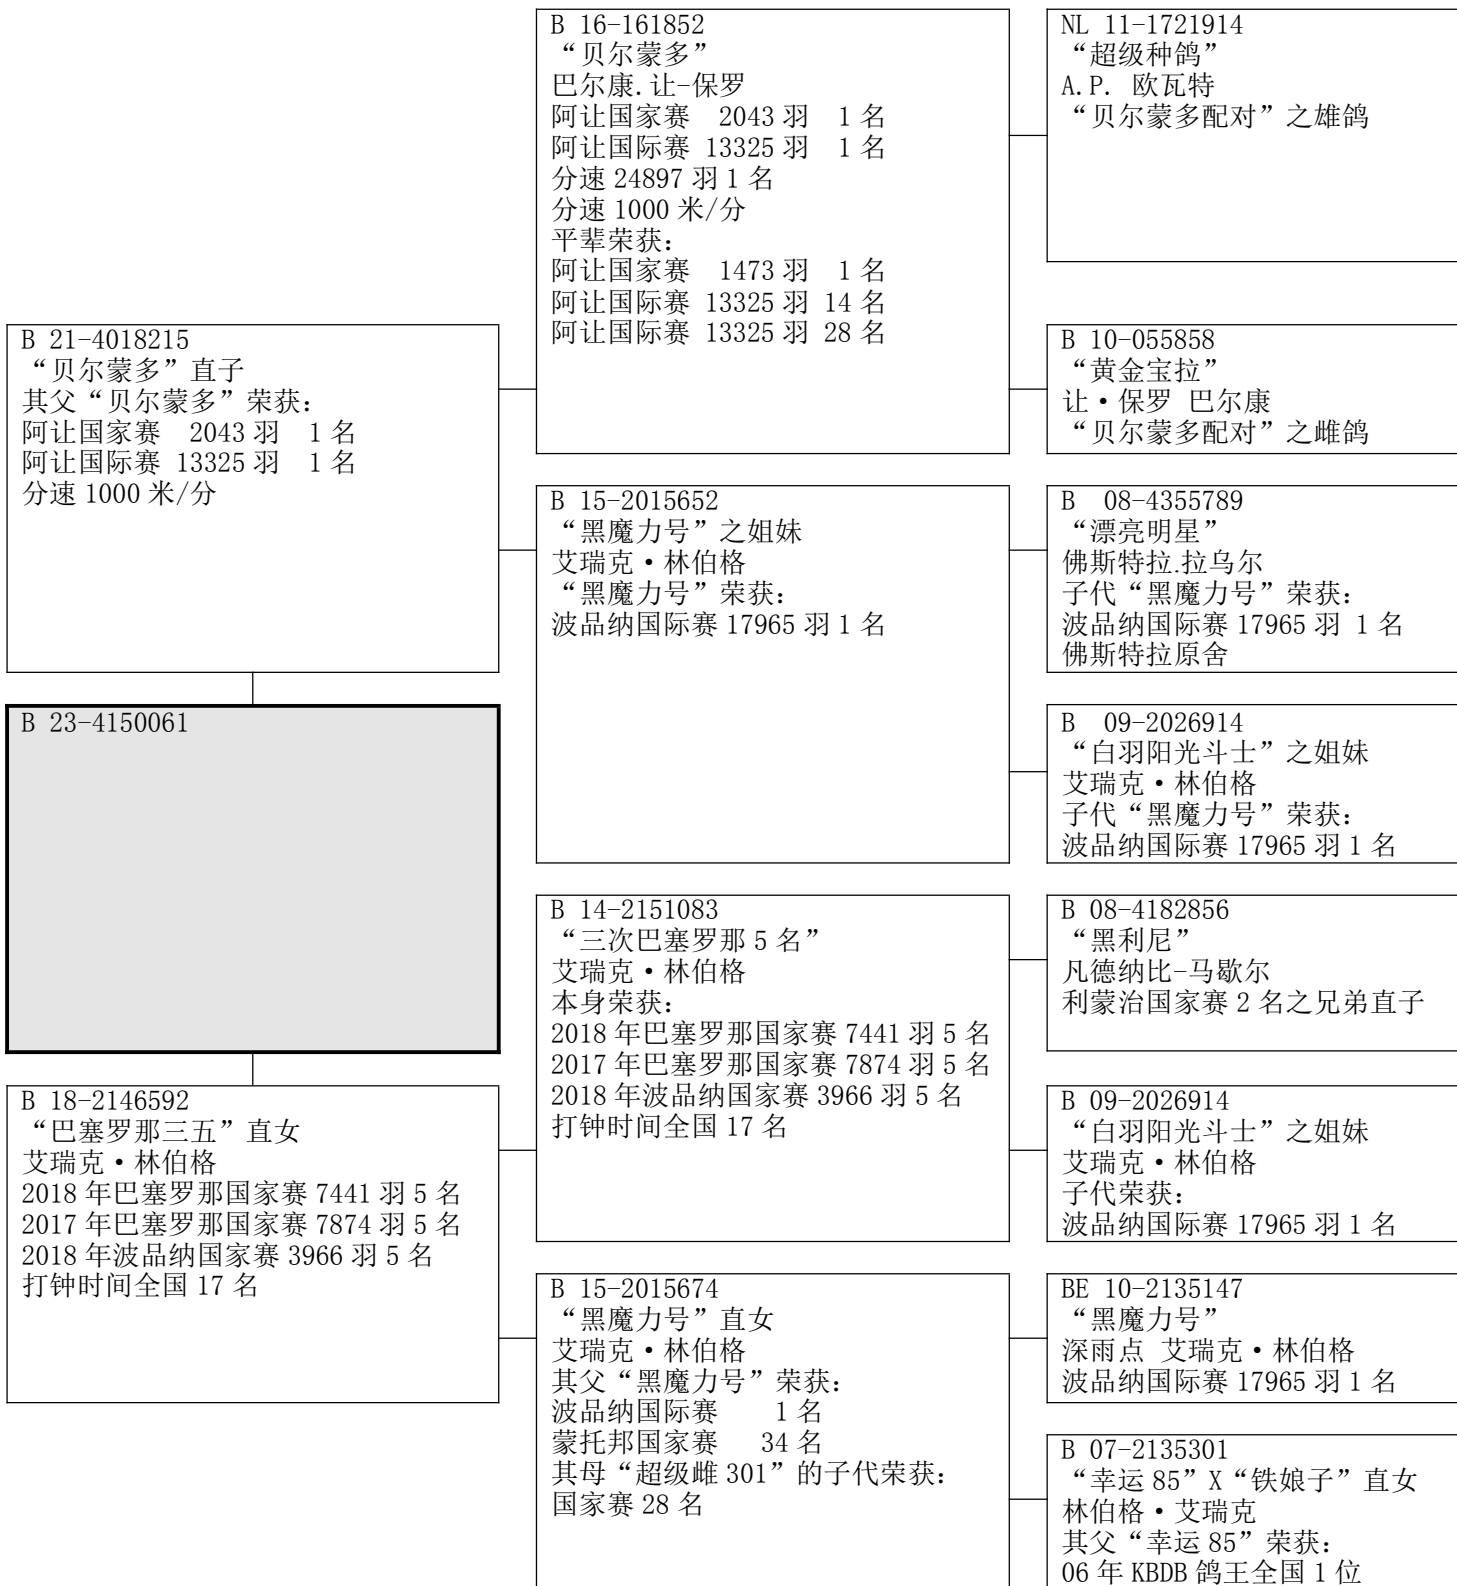 B 21-4018215
“贝尔蒙多”直子
其父“贝尔蒙多”荣获：
阿让国家赛 2043 羽 1 名
阿让国际赛 13325 羽 1 名
分速 1000 米/分
B 23-4150061
B 18-2146592
“巴塞罗那三五”直女
艾瑞克·林伯格
2018 年巴塞罗那国家赛 7441 羽 5 名
2017 年巴塞罗那国家赛 7874 羽 5 名
2018 年波品纳国家赛 3966 羽 5 名
打钟时间全国 17 名
B 16-161852
“贝尔蒙多”
巴尔康.让-保罗
阿让国家赛 2043 羽 1 名
阿让国际赛 13325 羽 1 名
分速 24897 羽 1 名
分速 1000 米/分
平辈荣获：
阿让国家赛 1473 羽 1 名
阿让国际赛 13325 羽 14 名
阿让国际赛 13325 羽 28 名
B 15-2015652
“黑魔力号”之姐妹
艾瑞克·林伯格
“黑魔力号”荣获：
波品纳国际赛 17965 羽 1 名
B 14-2151083
“三次巴塞罗那 5 名”
艾瑞克·林伯格
本身荣获：
2018 年巴塞罗那国家赛 7441 羽 5 名
2017 年巴塞罗那国家赛 7874 羽 5 名
2018 年波品纳国家赛 3966 羽 5 名
打钟时间全国 17 名
B 15-2015674
“黑魔力号”直女
艾瑞克·林伯格
其父“黑魔力号”荣获：
波品纳国际赛 1 名
蒙托邦国家赛 34 名
其母“超级雌 301”的子代荣获：
国家赛 28 名
NL 11-1721914
“超级种鸽”
A.P. 欧瓦特
“贝尔蒙多配对”之雄鸽
B 10-055858
“黄金宝拉”
让·保罗 巴尔康
“贝尔蒙多配对”之雌鸽
B 08-4355789
“漂亮明星”
佛斯特拉.拉乌尔
子代“黑魔力号”荣获：
波品纳国际赛 17965 羽 1 名
佛斯特拉原舍
B 09-2026914
“白羽阳光斗士”之姐妹
艾瑞克·林伯格
子代“黑魔力号”荣获：
波品纳国际赛 17965 羽 1 名
B 08-4182856
“黑利尼”
凡德纳比-马歇尔
利蒙治国家赛 2 名之兄弟直子
B 09-2026914
“白羽阳光斗士”之姐妹
艾瑞克·林伯格
子代荣获：
波品纳国际赛 17965 羽 1 名
BE 10-2135147
“黑魔力号”
深雨点 艾瑞克·林伯格
波品纳国际赛 17965 羽 1 名
B 07-2135301
“幸运 85”X“铁娘子”直女
林伯格·艾瑞克
其父“幸运 85”荣获：
06 年 KBDB 鸽王全国 1 位